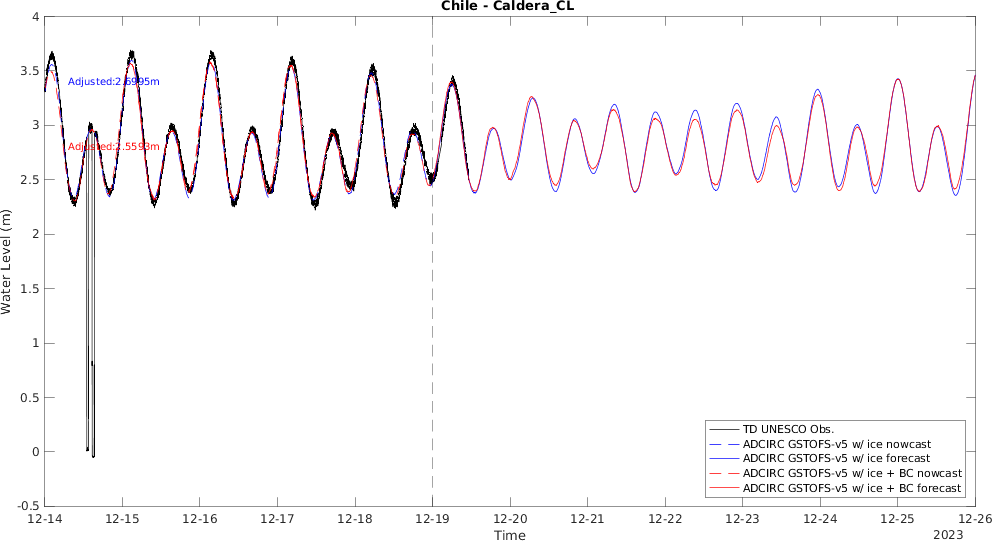 Chile - Caldera_CL
4
3.5
3
2.5
2
1.5
1
0.5
0
-0.5
Water Level (m)
Adjusted:2.6995m
Adjusted:2.5593m
TD UNESCO Obs.
ADCIRC GSTOFS-v5 w/ ice nowcast
ADCIRC GSTOFS-v5 w/ ice forecast
ADCIRC GSTOFS-v5 w/ ice + BC nowcast
ADCIRC GSTOFS-v5 w/ ice + BC forecast
12-14 12-15 12-16 12-17 12-18 12-19 12-20 12-21 12-22 12-23 12-24 12-25 12-26
Time
2023